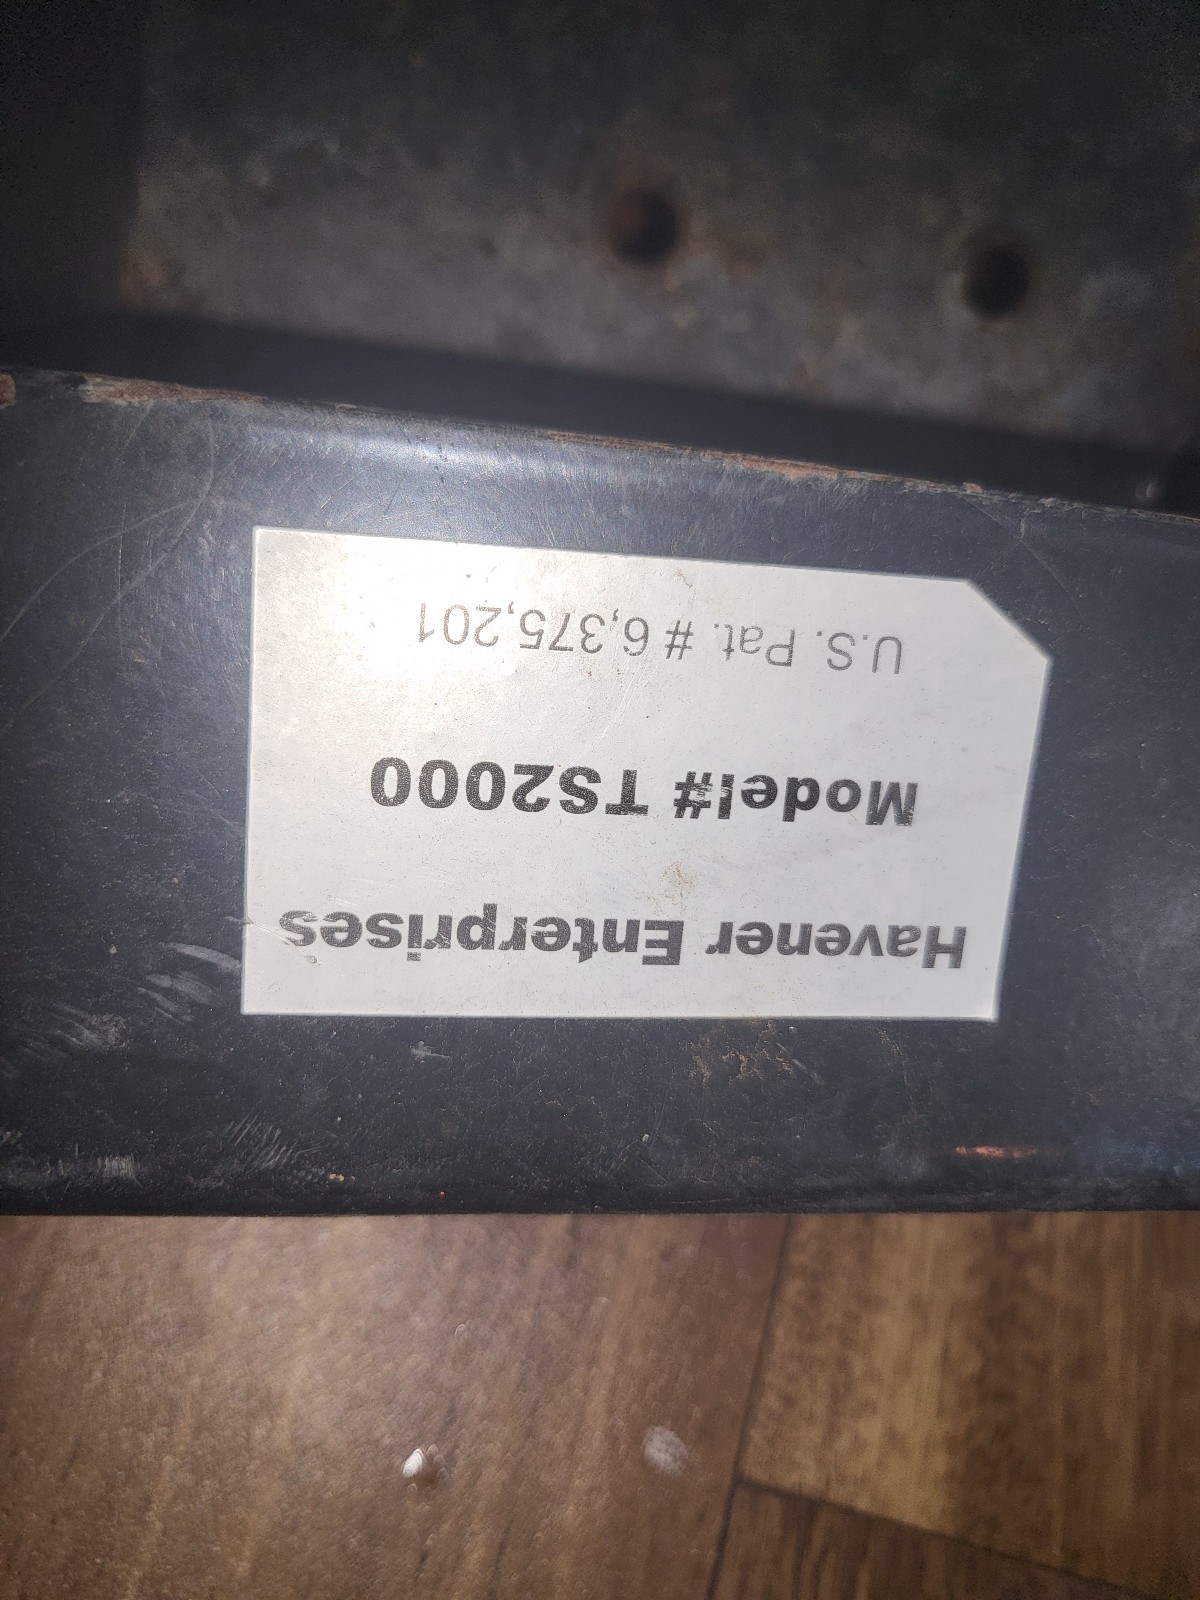 Havener Enterprises
Model# TS2000
U.S. Pat. # 6,375,201